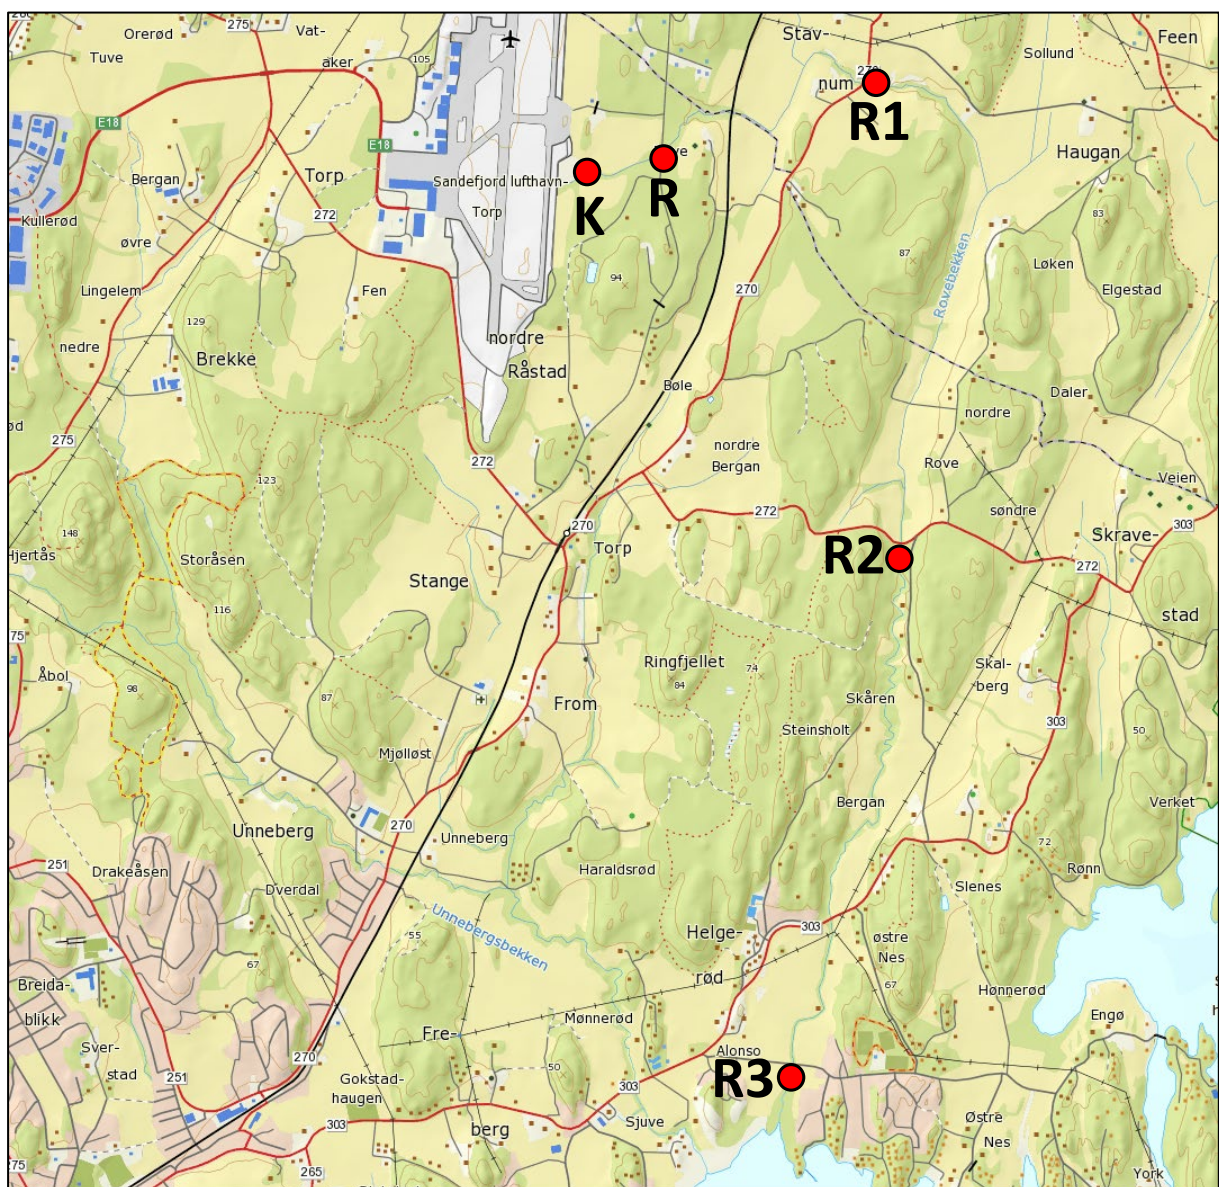 275
Vat-
Orerød
Stav-
Feen
Tuve
Sollund
aker
105
270
num
R1
E18
E18
Haugan
Bergan
Torp
Sandefjord lufthavn-
K
R
83
Kullerød
272
Torp
øvre
87
Løken
94
Lingelem
Fen
Elgestad
270
Rovebekken
129
nordre
nedre
Brekke
Råstad
Bøle
Daler
nordre
275
272
nordre
Bergan
Rove
Veien
123
272
søndre
303
270
148
Torp
Skrave-
Hjertås
Storåsen
R2
272
Stange
116
stad
Åbol
Ringfjellet
74
Skal-
berg
98
84
87
From
Skåren
303
Steinsholt
50
Mjølløst
Bergan
Verket
270
Unneberg
Unneberg
72
251
Drakeåsen
Haraldsrød
Rønn
Dverdal
Slenes
Unnebergsbekken
Helge-
303
55
østre
Nes
67
rød
67
Breida-
Hønnerød
blikk
Mønnerød
Engø
Fre-
Alonso
Sver-
stad
270
50
R3
251
Gokstad-
haugen
303
303
Sjuve
berg
Østre
Nes
265
York